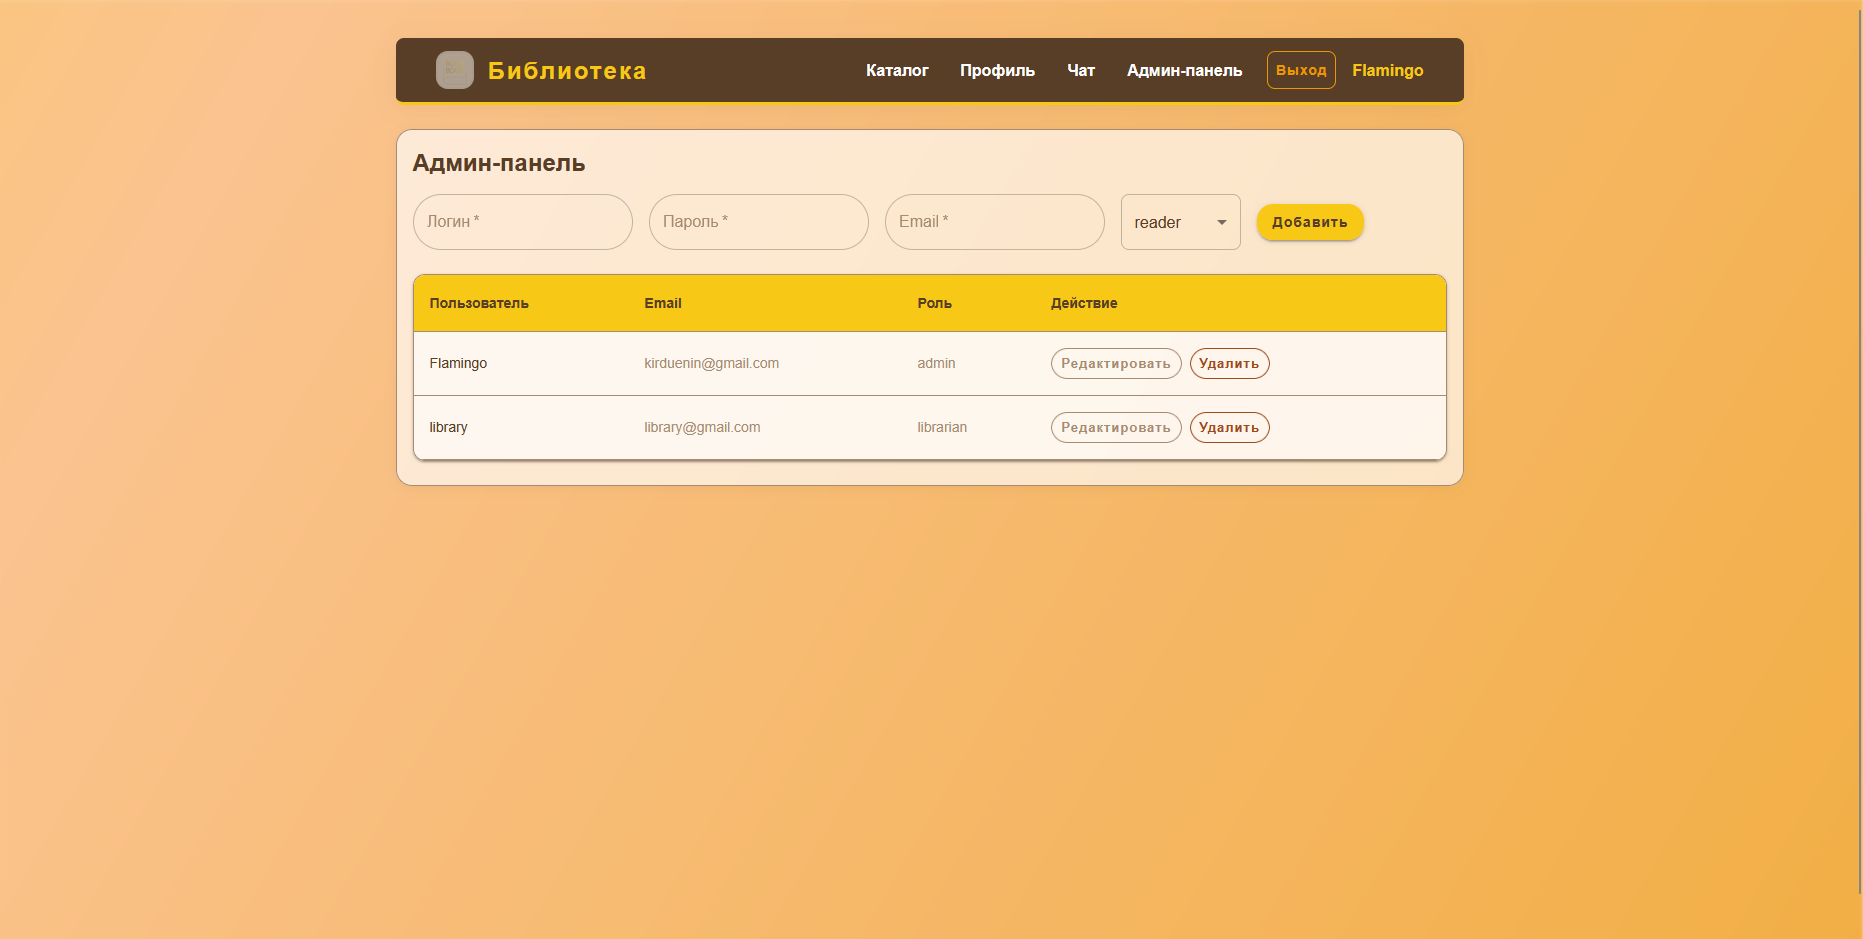 Библиотека Каталог Профиль Чат Админ-панель Выход Flamingo
Админ-панель
Логин * Пароль * Email * reader Добавить
Пользователь Email Роль Действие
Flamingo kirduenin@gmail.com admin Редактировать Удалить
library library@gmail.com librarian Редактировать Удалить